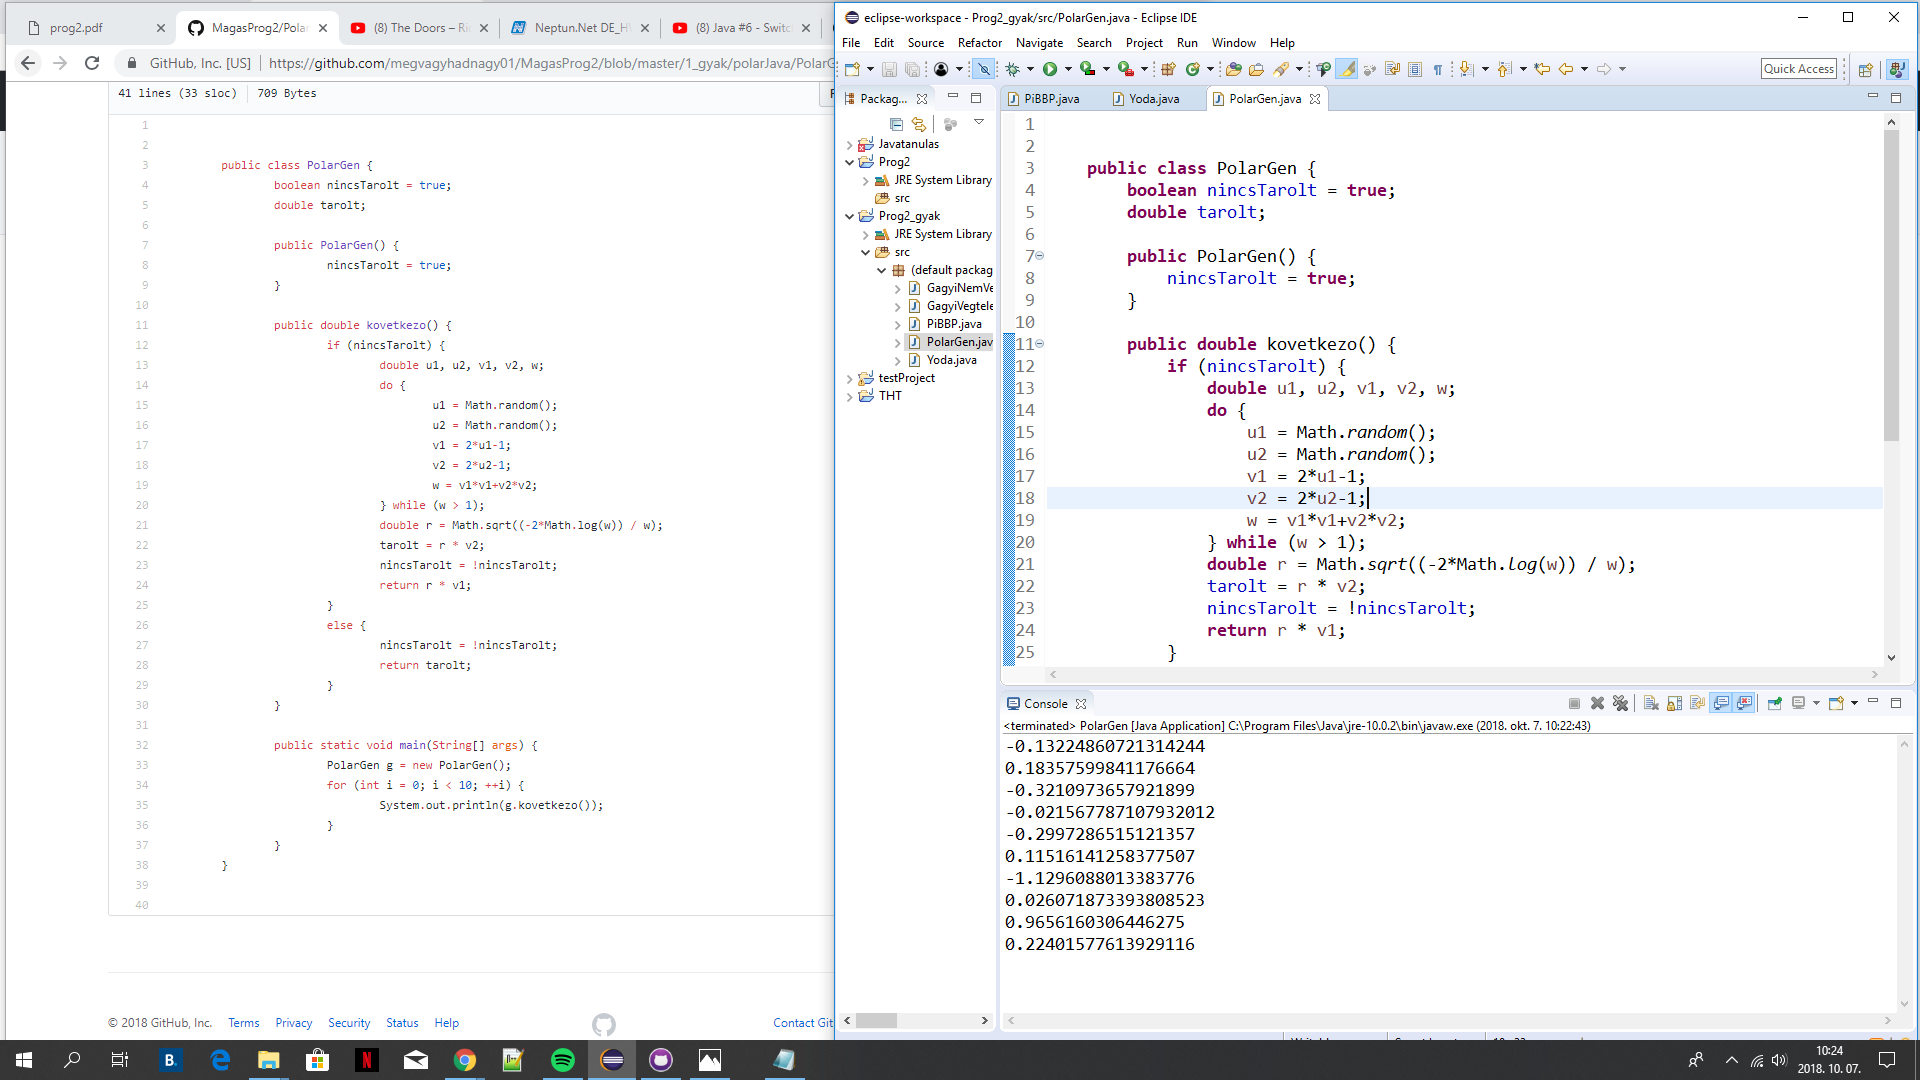 prog2.pdf
MagasProg2/Pola
(8) The Doors – Ri
Neptun.Net DE_H
(8) Java #6 - Switc
GitHub, Inc. [US]
https://github.com/megvagyhadnagy01/MagasProg2/blob/master/1_gyak/polarJava/PolarG
41 lines (33 sloc)
709 Bytes
1
2
3 public class PolarGen {
4 boolean nincsTarolt = true;
5 double tarolt;
6
7 public PolarGen() {
8 nincsTarolt = true;
9 }
10
11 public double kovetkezo() {
12 if (nincsTarolt) {
13 double u1, u2, v1, v2, w;
14 do {
15 u1 = Math.random();
16 u2 = Math.random();
17 v1 = 2*u1-1;
18 v2 = 2*u2-1;
19 w = v1*v1+v2*v2;
20 } while (w > 1);
21 double r = Math.sqrt((-2*Math.log(w)) / w);
22 tarolt = r * v2;
23 nincsTarolt = !nincsTarolt;
24 return r * v1;
25 }
26 else {
27 nincsTarolt = !nincsTarolt;
28 return tarolt;
29 }
30 }
31
32 public static void main(String[] args) {
33 PolarGen g = new PolarGen();
34 for (int i = 0; i < 10; ++i) {
35 System.out.println(g.kovetkezo());
36 }
37 }
38 }
39
40
© 2018 GitHub, Inc.
Terms
Privacy
Security
Status
Help
Contact Git
eclipse-workspace - Prog2_gyak/src/PolarGen.java - Eclipse IDE
File Edit Source Refactor Navigate Search Project Run Window Help
Quick Access
Packag...
Javatanulas
Prog2
JRE System Library
src
Prog2_gyak
JRE System Library
src
(default packag
GagyiNemVe
GagyiVegtele
PiBBP.java
PolarGen.jav
Yoda.java
testProject
THT
PiBBP.java
Yoda.java
PolarGen.java
1
2
3 public class PolarGen {
4 boolean nincsTarolt = true;
5 double tarolt;
6
7 public PolarGen() {
8 nincsTarolt = true;
9 }
10
11 public double kovetkezo() {
12 if (nincsTarolt) {
13 double u1, u2, v1, v2, w;
14 do {
15 u1 = Math.random();
16 u2 = Math.random();
17 v1 = 2*u1-1;
18 v2 = 2*u2-1;
19 w = v1*v1+v2*v2;
20 } while (w > 1);
21 double r = Math.sqrt((-2*Math.log(w)) / w);
22 tarolt = r * v2;
23 nincsTarolt = !nincsTarolt;
24 return r * v1;
25 }
Console
<terminated> PolarGen [Java Application] C:\Program Files\Java\jre-10.0.2\bin\javaw.exe (2018. okt. 7. 10:22:43)
-0.13224860721314244
0.18357599841176664
-0.3210973657921899
-0.021567787107932012
-0.2997286515121357
0.11516141258377507
-1.1296088013383776
0.026071873393808523
0.9656160306446275
0.22401577613929116
B.
N
10:24
2018. 10. 07.